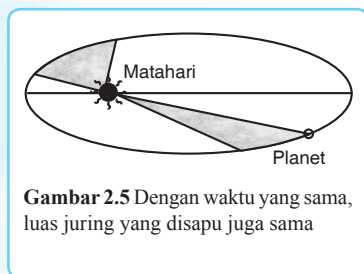 Matahari
Planet
Gambar 2.5 Dengan waktu yang sama,
luas juring yang disapu juga sama